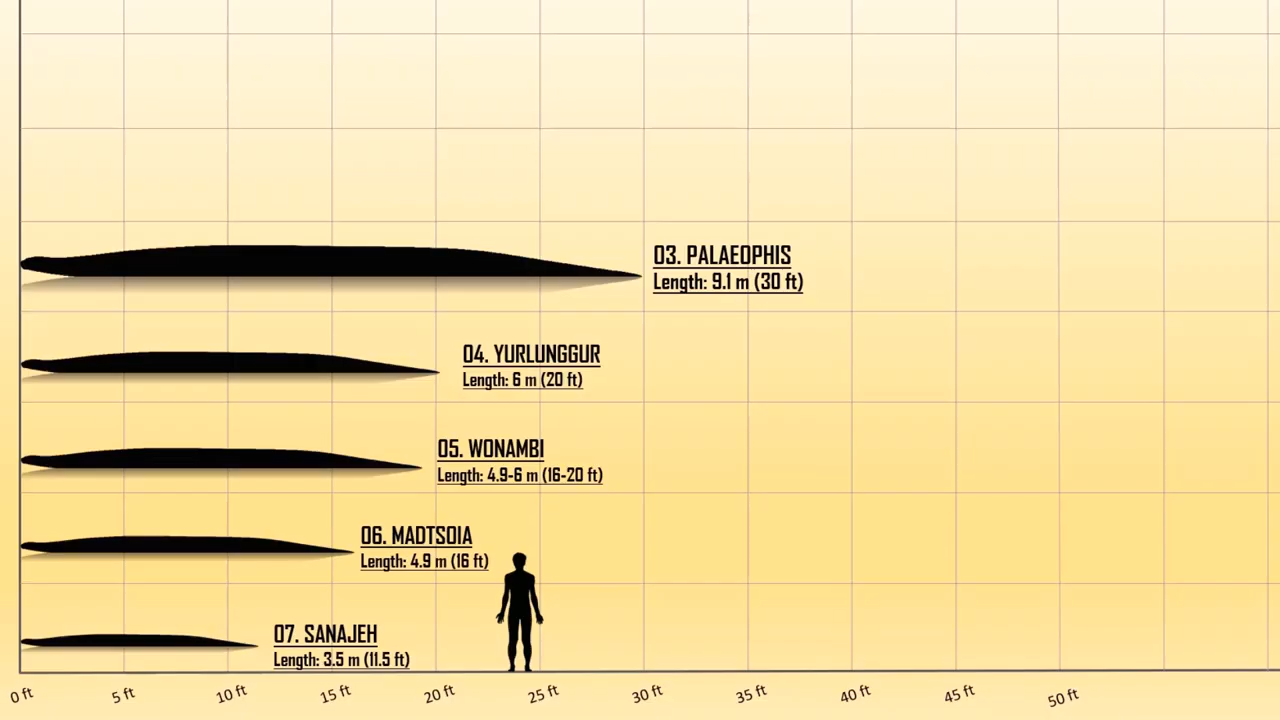 03. PALAEOPHIS
Length: 9.1 m (30 ft)
04. YURLUNGGUR
Length: 6 m (20 ft)
05. WONAMBI
Length: 4.9-6 m (16-20 ft)
06. MADTSOIA
Length: 4.9 m (16 ft)
07. SANAJEH
Length: 3.5 m (11.5 ft)
0 ft 5 ft 10 ft 15 ft 20 ft 25 ft 30 ft 35 ft 40 ft 45 ft 50 ft